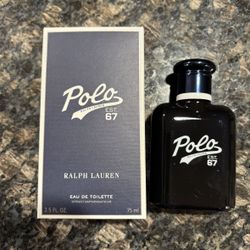 Polo
EST.
67
RALPH LAUREN
EAU DE TOILETTE
2.5 FL. OZ.
75 ml
Polo
EST.
67